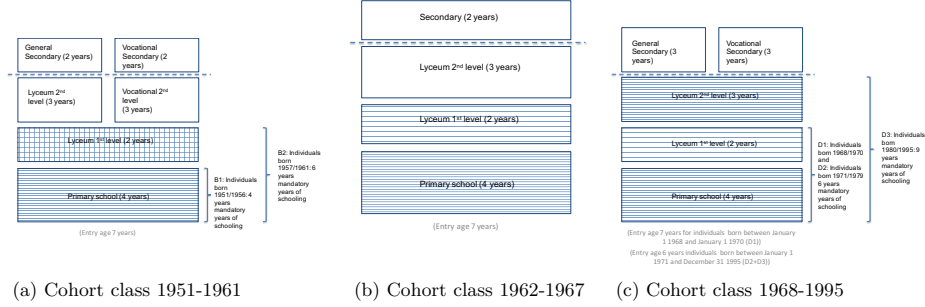 General
Secondary (2 years)
Vocational
Secondary (2
years)
Lyceum 2nd
level (3 years)
Vocational 2nd
level
(3 years)
Lyceum 1st level (2 years)
Primary school (4 years)
B1: Individuals
born
1951/1956: 4
years
mandatory
years of
schooling
B2: Individuals
born
1957/1961: 6
years
mandatory
years of
schooling
(Entry age 7 years)
(a) Cohort class 1951-1961
Secondary (2 years)
Lyceum 2nd level (3 years)
Lyceum 1st level (2 years)
Primary school (4 years)
(Entry age 7 years)
(b) Cohort class 1962-1967
General
Secondary (3
years)
Vocational
Secondary (3
years)
Lyceum 2nd level (3 years)
Lyceum 1st level (2 years)
Primary school (4 years)
D1: Individuals
born 1968/1970
and
D2: Individuals
born 1971/1979
6 years
mandatory
years of
schooling
D3: Individuals
born
1980/1995: 9
years
mandatory
years of
schooling
(Entry age 7 years for individuals born between January
1 1968 and January 1 1970 (D1))
(Entry age 6 years individuals born between January 1
1971 and December 31 1995 (D2+D3))
(c) Cohort class 1968-1995